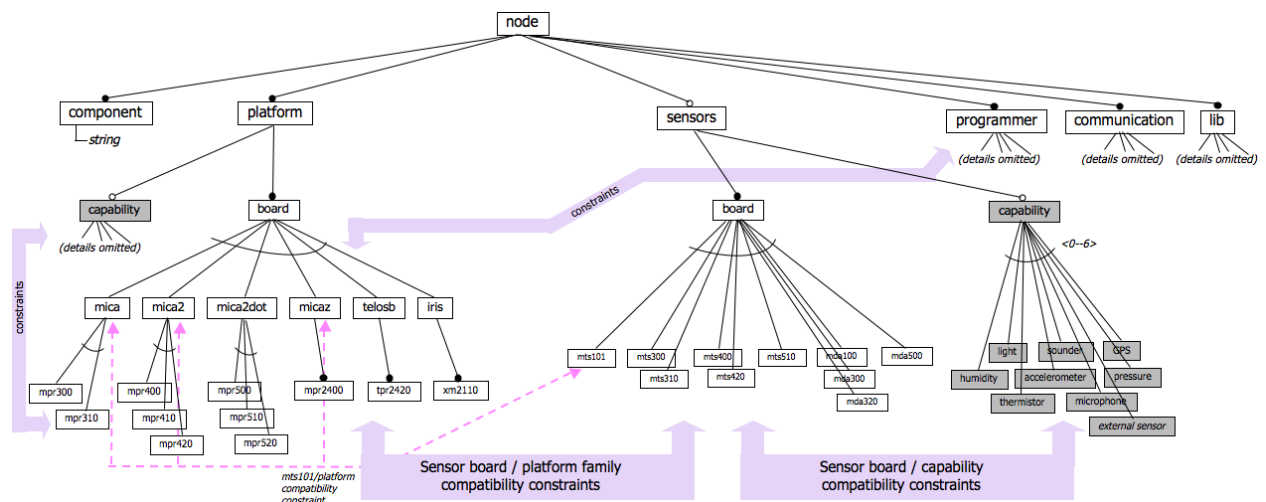 node
component
platform
sensors
programmer
communication
lib
string
(details omitted)
(details omitted)
(details omitted)
constraints
capability
board
board
capability
(details omitted)
<0--6>
constraints
mica
mica2
mica2dot
micaz
telosb
iris
mts101
mts300
mts400
mts510
mda100
mda500
light
sounder
GPS
mts310
mts420
mda300
humidity
accelerometer
pressure
mpr300
mpr400
mpr500
mpr2400
tpr2420
xm2110
mda320
thermistor
microphone
mpr310
mpr410
mpr510
external sensor
mpr420
mpr520
mts101/platform
compatibility
constraint
Sensor board / platform family
compatibility constraints
Sensor board / capability
compatibility constraints